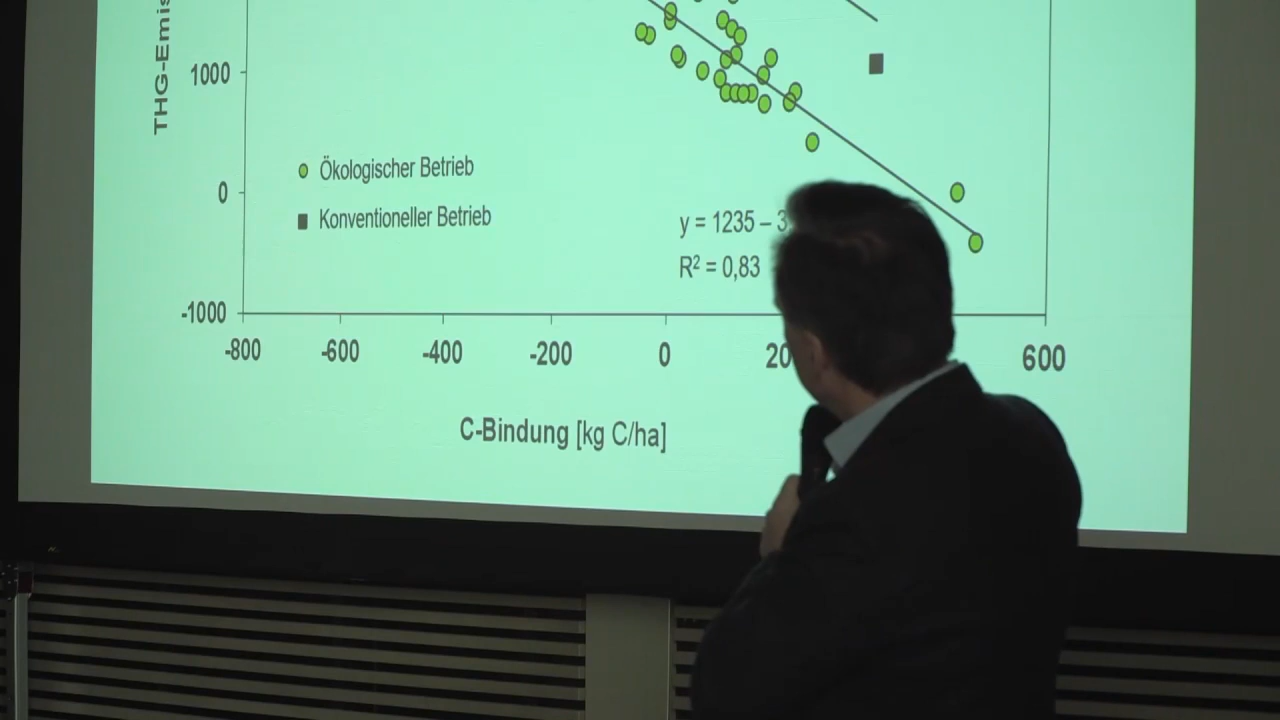 THG-Emis
1000
Ökologischer Betrieb
0
Konventioneller Betrieb
y = 1235 – 3
R² = 0,83
-1000
-800 -600 -400 -200 0 20 600
C-Bindung [kg C/ha]